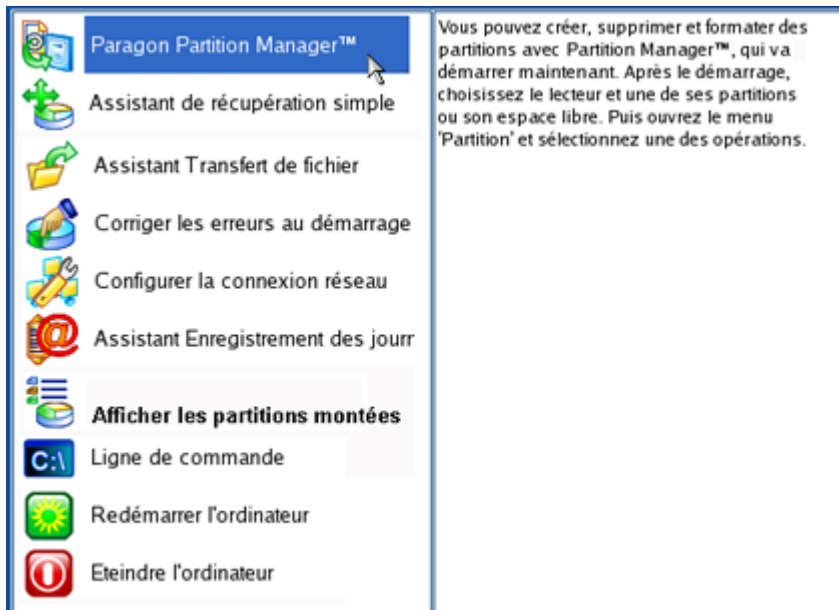 Paragon Partition Manager™
Assistant de récupération simple
Assistant Transfert de fichier
Corriger les erreurs au démarrage
Configurer la connexion réseau
Assistant Enregistrement des jourr
Afficher les partitions montées
C:\ Ligne de commande
Redémarrer l'ordinateur
Eteindre l'ordinateur
Vous pouvez créer, supprimer et formater des
partitions avec Partition Manager™, qui va
démarrer maintenant. Après le démarrage,
choisissez le lecteur et une de ses partitions
ou son espace libre. Puis ouvrez le menu
'Partition' et sélectionnez une des opérations.